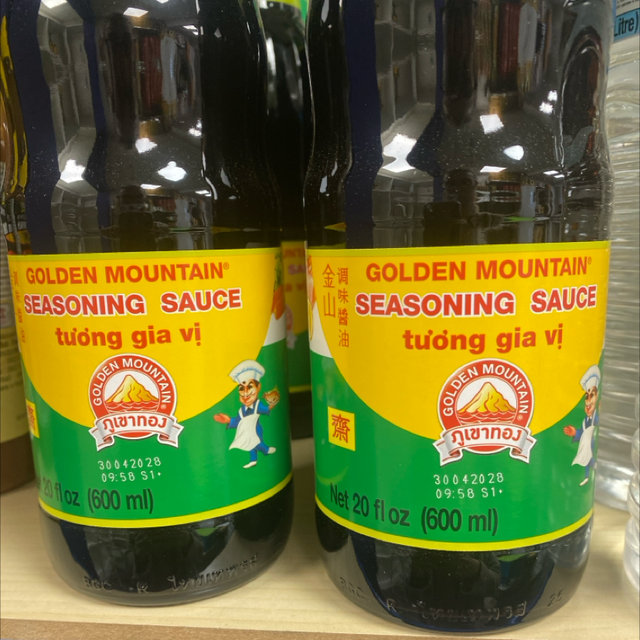 GOLDEN MOUNTAIN®
SEASONING SAUCE
tương gia vị
GOLDEN MOUNTAIN
ภูเขาทอง
30042028
09:58 S1+
20 fl oz (600 ml)
金山
调味醬油
GOLDEN MOUNTAIN®
SEASONING SAUCE
tương gia vị
GOLDEN MOUNTAIN
ภูเขาทอง
齋
30042028
09:58 S1+
Net 20 fl oz (600 ml)
Litre)